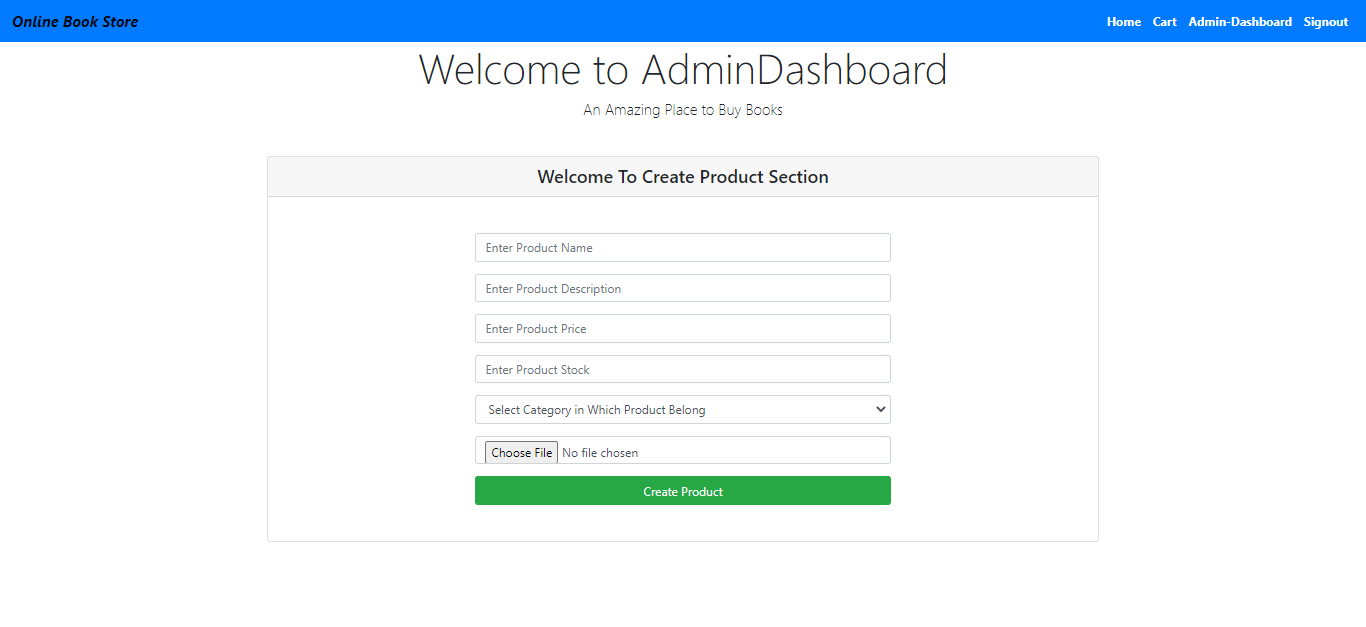 Online Book Store Home Cart Admin-Dashboard Signout
Welcome to AdminDashboard
An Amazing Place to Buy Books
Welcome To Create Product Section
Enter Product Name
Enter Product Description
Enter Product Price
Enter Product Stock
Select Category in Which Product Belong
Choose File No file chosen
Create Product